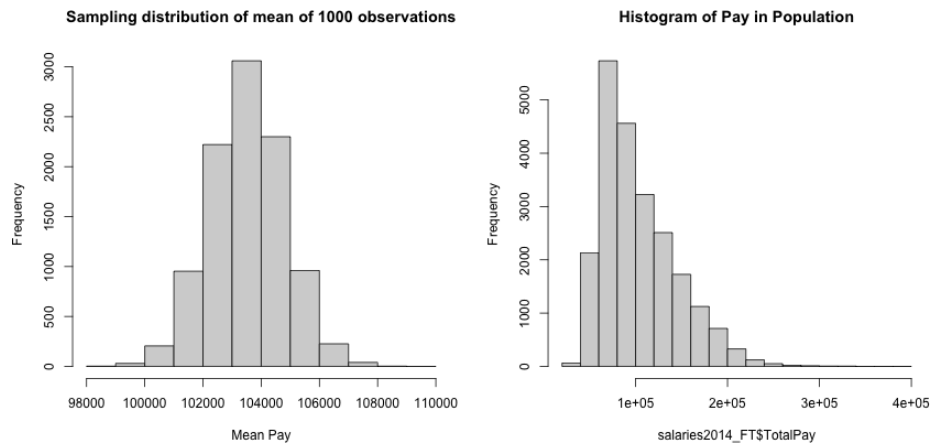 Sampling distribution of mean of 1000 observations
Frequency
0
500
1000
1500
2000
2500
3000
98000 100000 102000 104000 106000 108000 110000
Mean Pay
Histogram of Pay in Population
Frequency
0
1000
2000
3000
4000
5000
1e+05 2e+05 3e+05 4e+05
salaries2014_FT$TotalPay